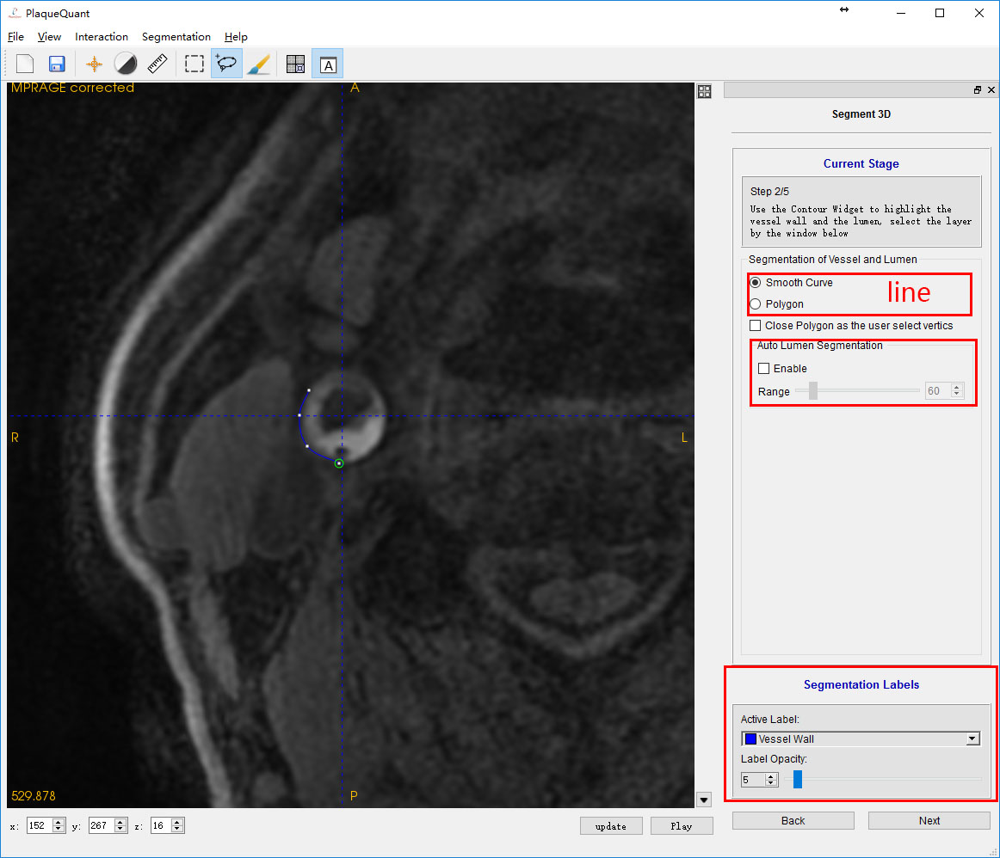 PlaqueQuant
File View Interaction Segmentation Help
A
MPRAGE corrected
A
R
L
529.878
P
x: 152 y: 267 z: 16
update Play
Segment 3D
Current Stage
Step 2/5
Use the Contour Widget to highlight the
vessel wall and the lumen, select the layer
by the window below
Segmentation of Vessel and Lumen
Smooth Curve
line
Polygon
Close Polygon as the user select vertics
Auto Lumen Segmentation
Enable
Range 60
Segmentation Labels
Active Label:
Vessel Wall
Label Opacity:
5
Back Next